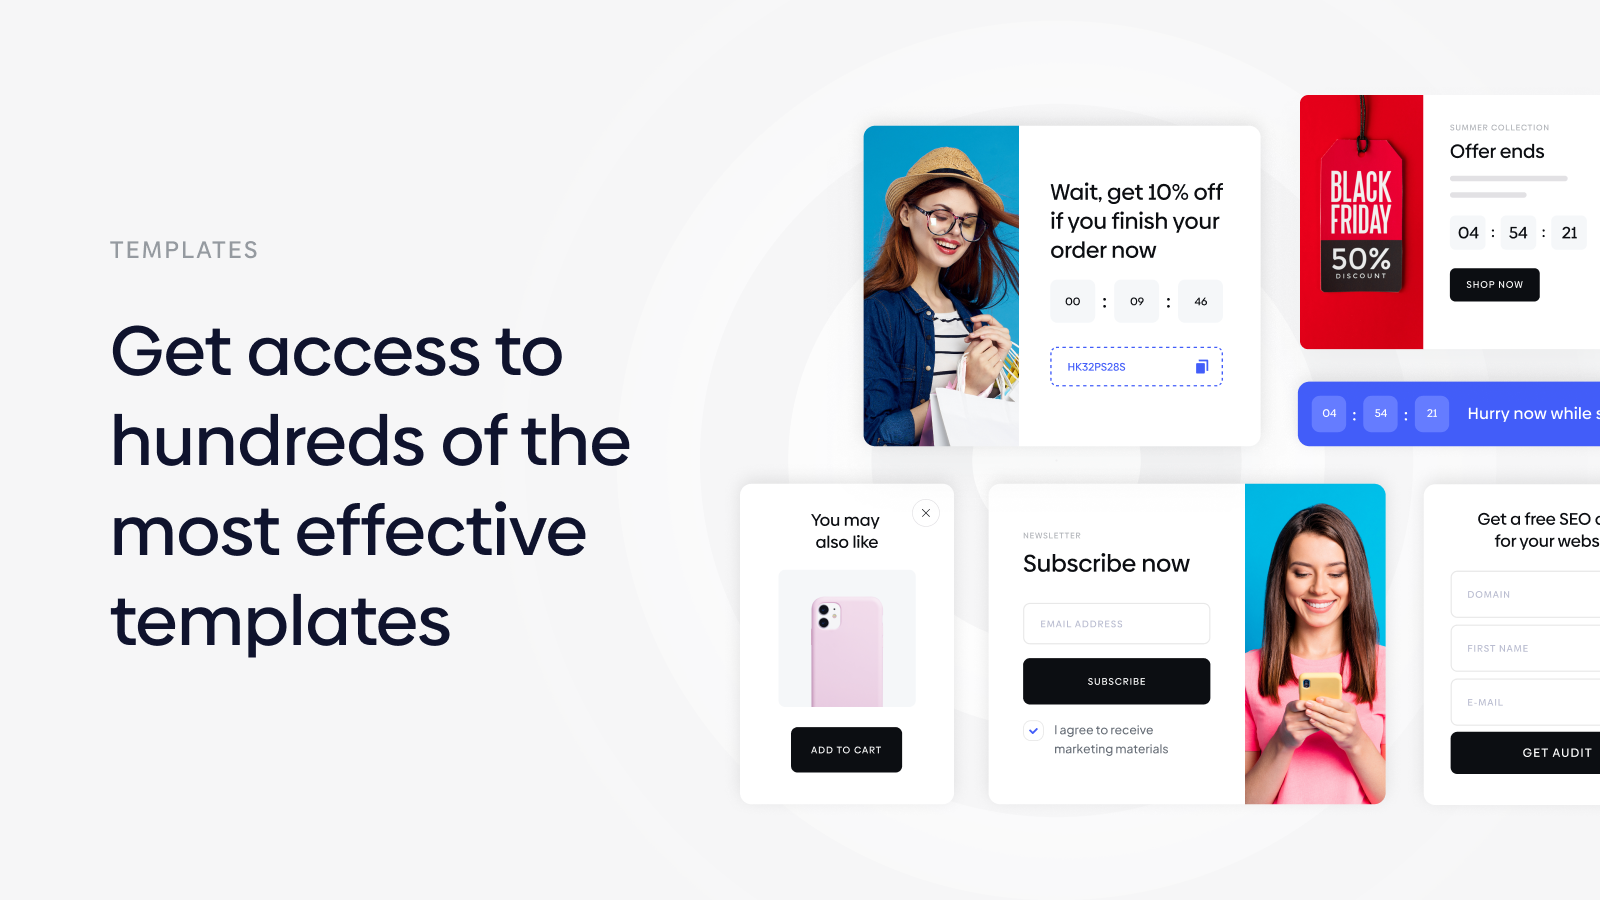 TEMPLATES
Get access to
hundreds of the
most effective
templates
Wait, get 10% off
if you finish your
order now
00 : 09 : 46
HK32PS28S
BLACK
FRIDAY
50%
DISCOUNT
SUMMER COLLECTION
Offer ends
04 : 54 : 21
SHOP NOW
04 : 54 : 21 Hurry now while s
You may
also like
ADD TO CART
NEWSLETTER
Subscribe now
EMAIL ADDRESS
SUBSCRIBE
I agree to receive
marketing materials
Get a free SEO
for your webs
DOMAIN
FIRST NAME
E-MAIL
GET AUDIT